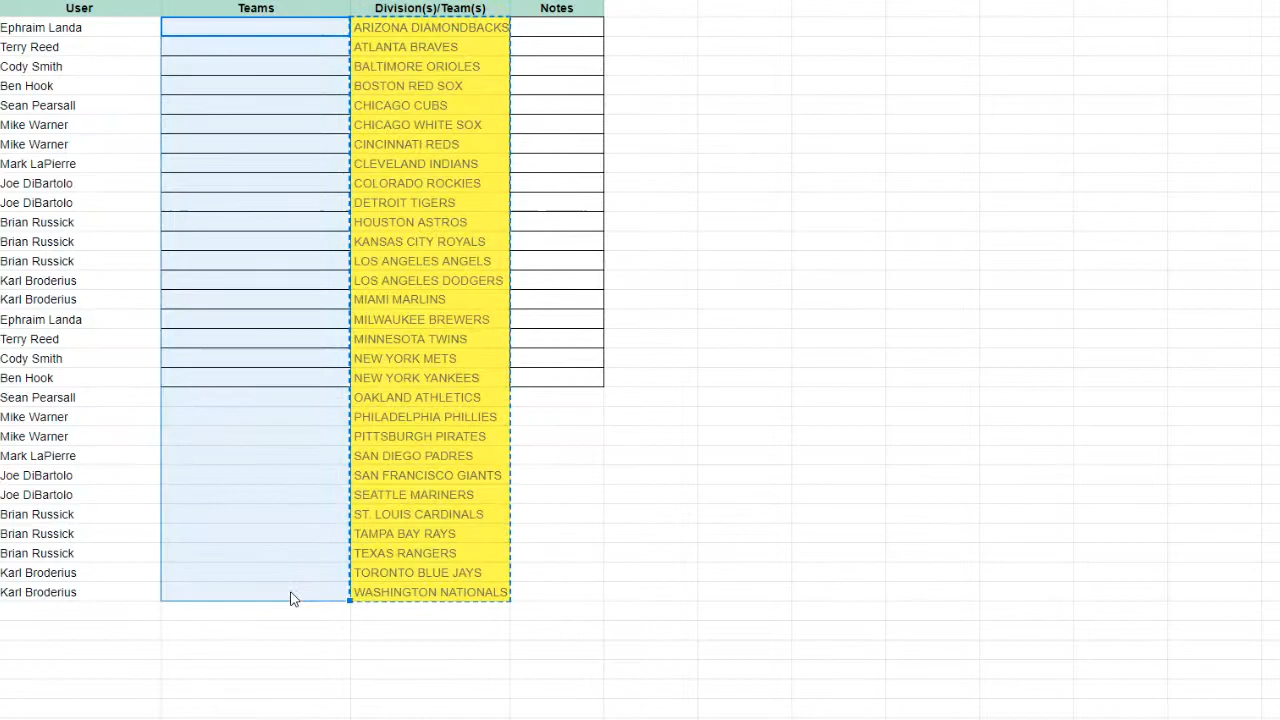 User Teams Division(s)/Team(s) Notes
Ephraim Landa ARIZONA DIAMONDBACKS
Terry Reed ATLANTA BRAVES
Cody Smith BALTIMORE ORIOLES
Ben Hook BOSTON RED SOX
Sean Pearsall CHICAGO CUBS
Mike Warner CHICAGO WHITE SOX
Mike Warner CINCINNATI REDS
Mark LaPierre CLEVELAND INDIANS
Joe DiBartolo COLORADO ROCKIES
Joe DiBartolo DETROIT TIGERS
Brian Russick HOUSTON ASTROS
Brian Russick KANSAS CITY ROYALS
Brian Russick LOS ANGELES ANGELS
Karl Broderius LOS ANGELES DODGERS
Karl Broderius MIAMI MARLINS
Ephraim Landa MILWAUKEE BREWERS
Terry Reed MINNESOTA TWINS
Cody Smith NEW YORK METS
Ben Hook NEW YORK YANKEES
Sean Pearsall OAKLAND ATHLETICS
Mike Warner PHILADELPHIA PHILLIES
Mike Warner PITTSBURGH PIRATES
Mark LaPierre SAN DIEGO PADRES
Joe DiBartolo SAN FRANCISCO GIANTS
Joe DiBartolo SEATTLE MARINERS
Brian Russick ST. LOUIS CARDINALS
Brian Russick TAMPA BAY RAYS
Brian Russick TEXAS RANGERS
Karl Broderius TORONTO BLUE JAYS
Karl Broderius WASHINGTON NATIONALS